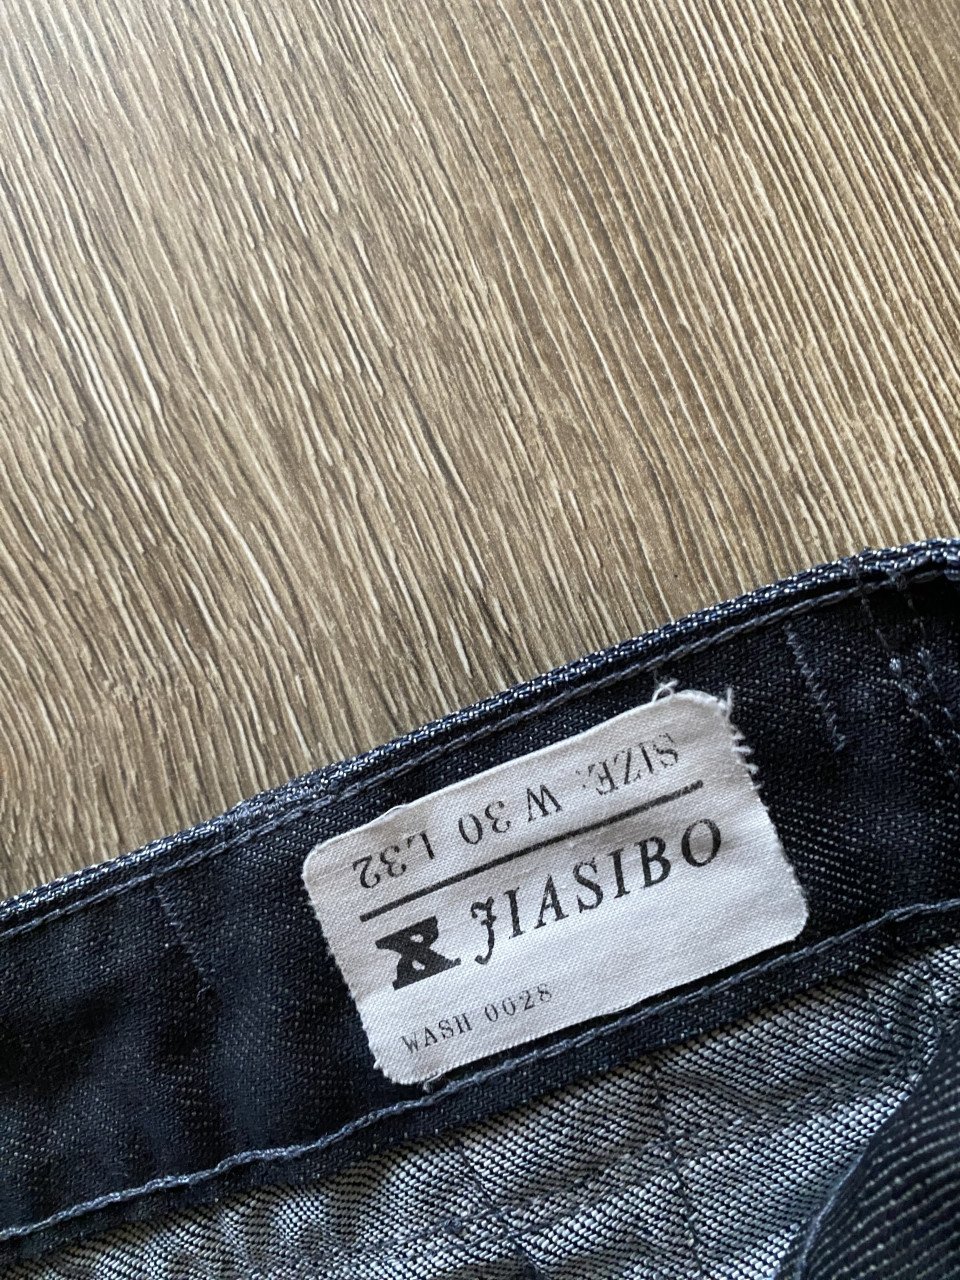 SIZE: W 30 L32
JIASIBO
WASH 0028